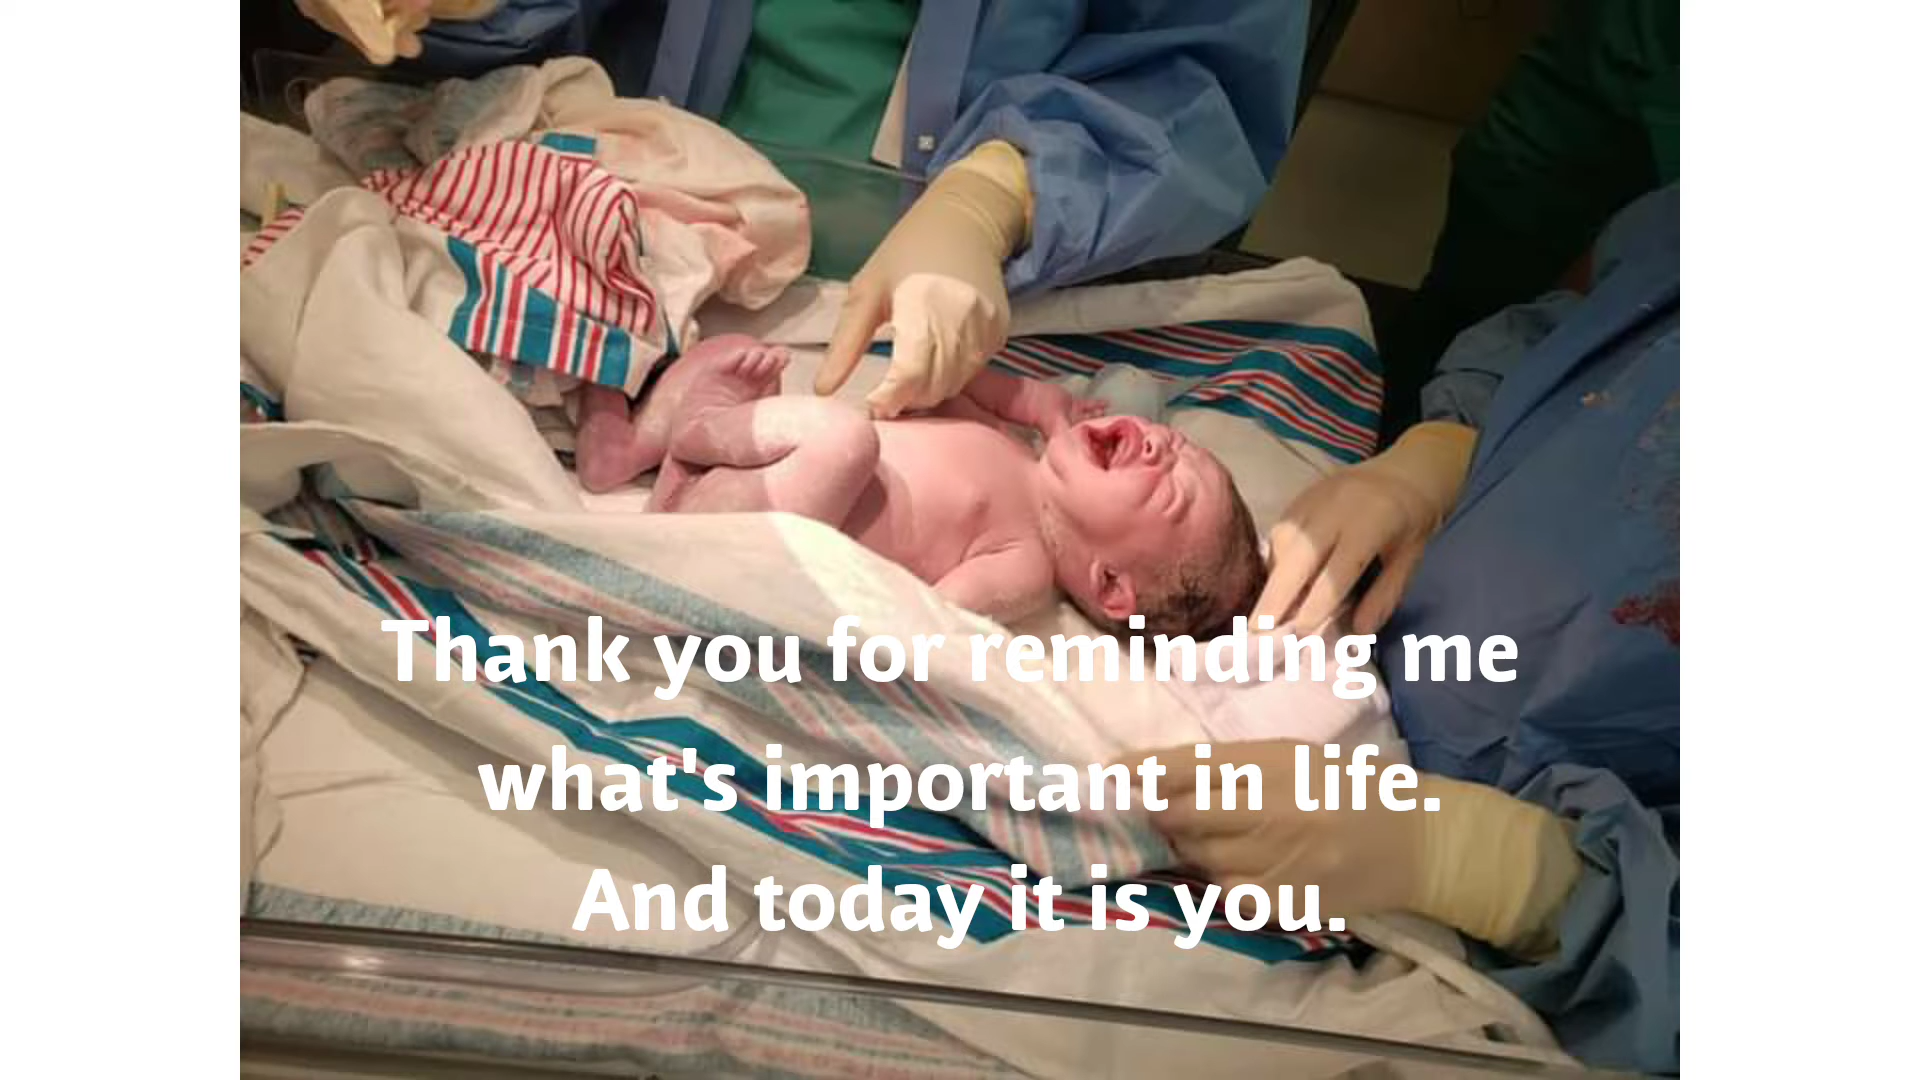 Thank you for reminding me
what's important in life.
And today it is you.